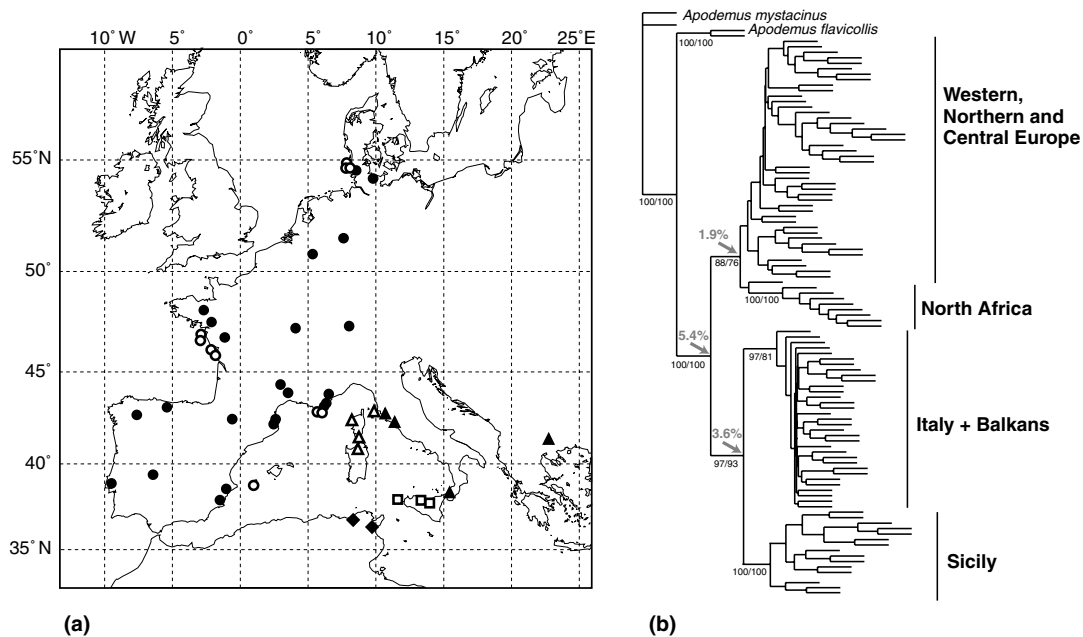 10°W 5° 0° 5° 10° 15° 20° 25°E
55°N
50°
45°
40°
35°N
(a)
Apodemus mystacinus
Apodemus flavicollis
100/100
Western,
Northern and
Central Europe
100/100
1.9%
88/76
100/100
North Africa
5.4%
100/100
97/81
Italy + Balkans
3.6%
97/93
100/100
Sicily
(b)